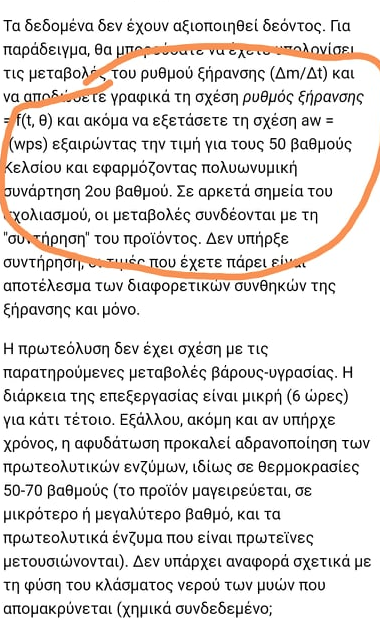 Τα δεδομένα δεν έχουν αξιοποιηθεί δεόντος. Για
παράδειγμα, θα μπορούσατε να έχετε υπολογίσει
τις μεταβολές του ρυθμού ξήρανσης (Δm/Δt) και
να αποδώσετε γραφικά τη σχέση ρυθμός ξήρανσης
= f(t, θ) και ακόμα να εξετάσετε τη σχέση aw =
(wps) εξαιρώντας την τιμή για τους 50 βαθμούς
Κελσίου και εφαρμόζοντας πολυωνυμική
συνάρτηση 2ου βαθμού. Σε αρκετά σημεία του
σχολιασμού, οι μεταβολές συνδέονται με τη
"συντήρηση" του προϊόντος. Δεν υπήρξε
συντήρηση, οι τιμές που έχετε πάρει είναι
αποτέλεσμα των διαφορετικών συνθηκών της
ξήρανσης και μόνο.
Η πρωτεόλυση δεν έχει σχέση με τις
παρατηρούμενες μεταβολές βάρους-υγρασίας. Η
διάρκεια της επεξεργασίας είναι μικρή (6 ώρες)
για κάτι τέτοιο. Εξάλλου, ακόμη και αν υπήρχε
χρόνος, η αφυδάτωση προκαλεί αδρανοποίηση των
πρωτεολυτικών ενζύμων, ιδίως σε θερμοκρασίες
50-70 βαθμούς (το προϊόν μαγειρεύεται, σε
μικρότερο ή μεγαλύτερο βαθμό, και τα
πρωτεολυτικά ένζυμα που είναι πρωτεϊνες
μετουσιώνονται). Δεν υπάρχει αναφορά σχετικά με
τη φύση του κλάσματος νερού των μυών που
απομακρύνεται (χημικά συνδεδεμένο;